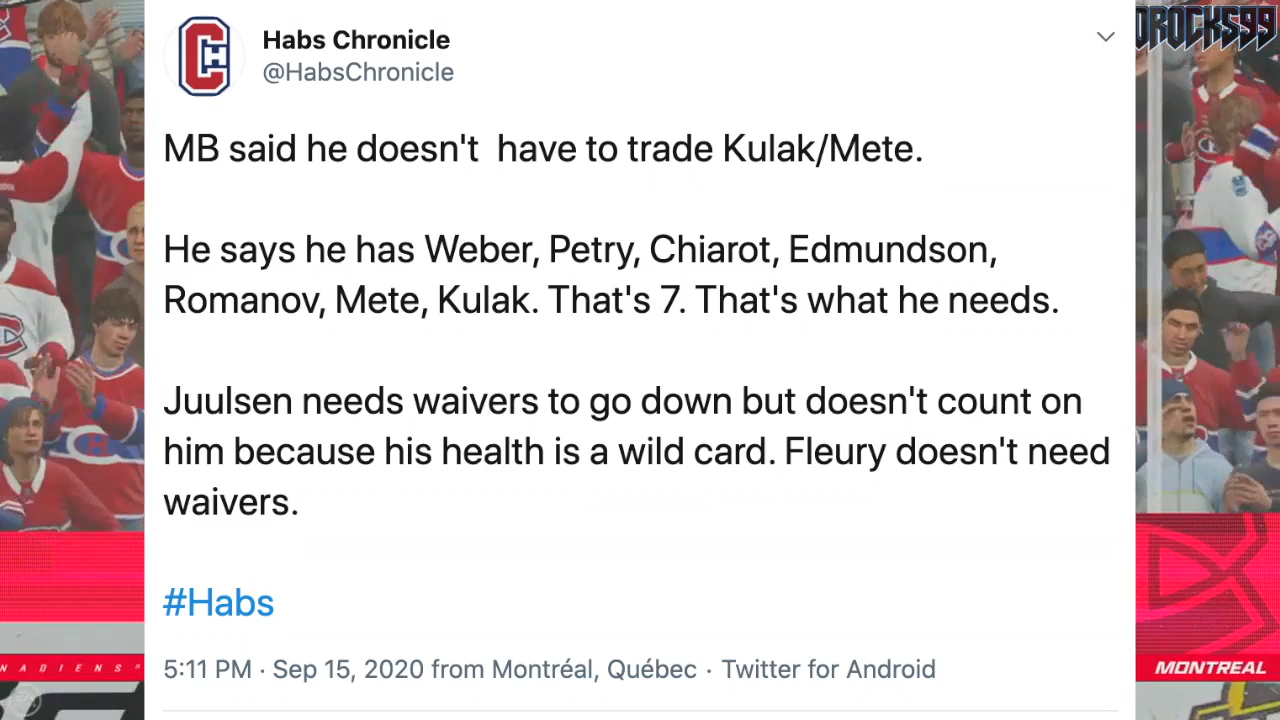 Habs Chronicle
@HabsChronicle
MB said he doesn't have to trade Kulak/Mete.
He says he has Weber, Petry, Chiarot, Edmundson,
Romanov, Mete, Kulak. That's 7. That's what he needs.
Juulsen needs waivers to go down but doesn't count on
him because his health is a wild card. Fleury doesn't need
waivers.
#Habs
5:11 PM · Sep 15, 2020 from Montréal, Québec · Twitter for Android
DROCKS99
NADIENS
MONTREAL